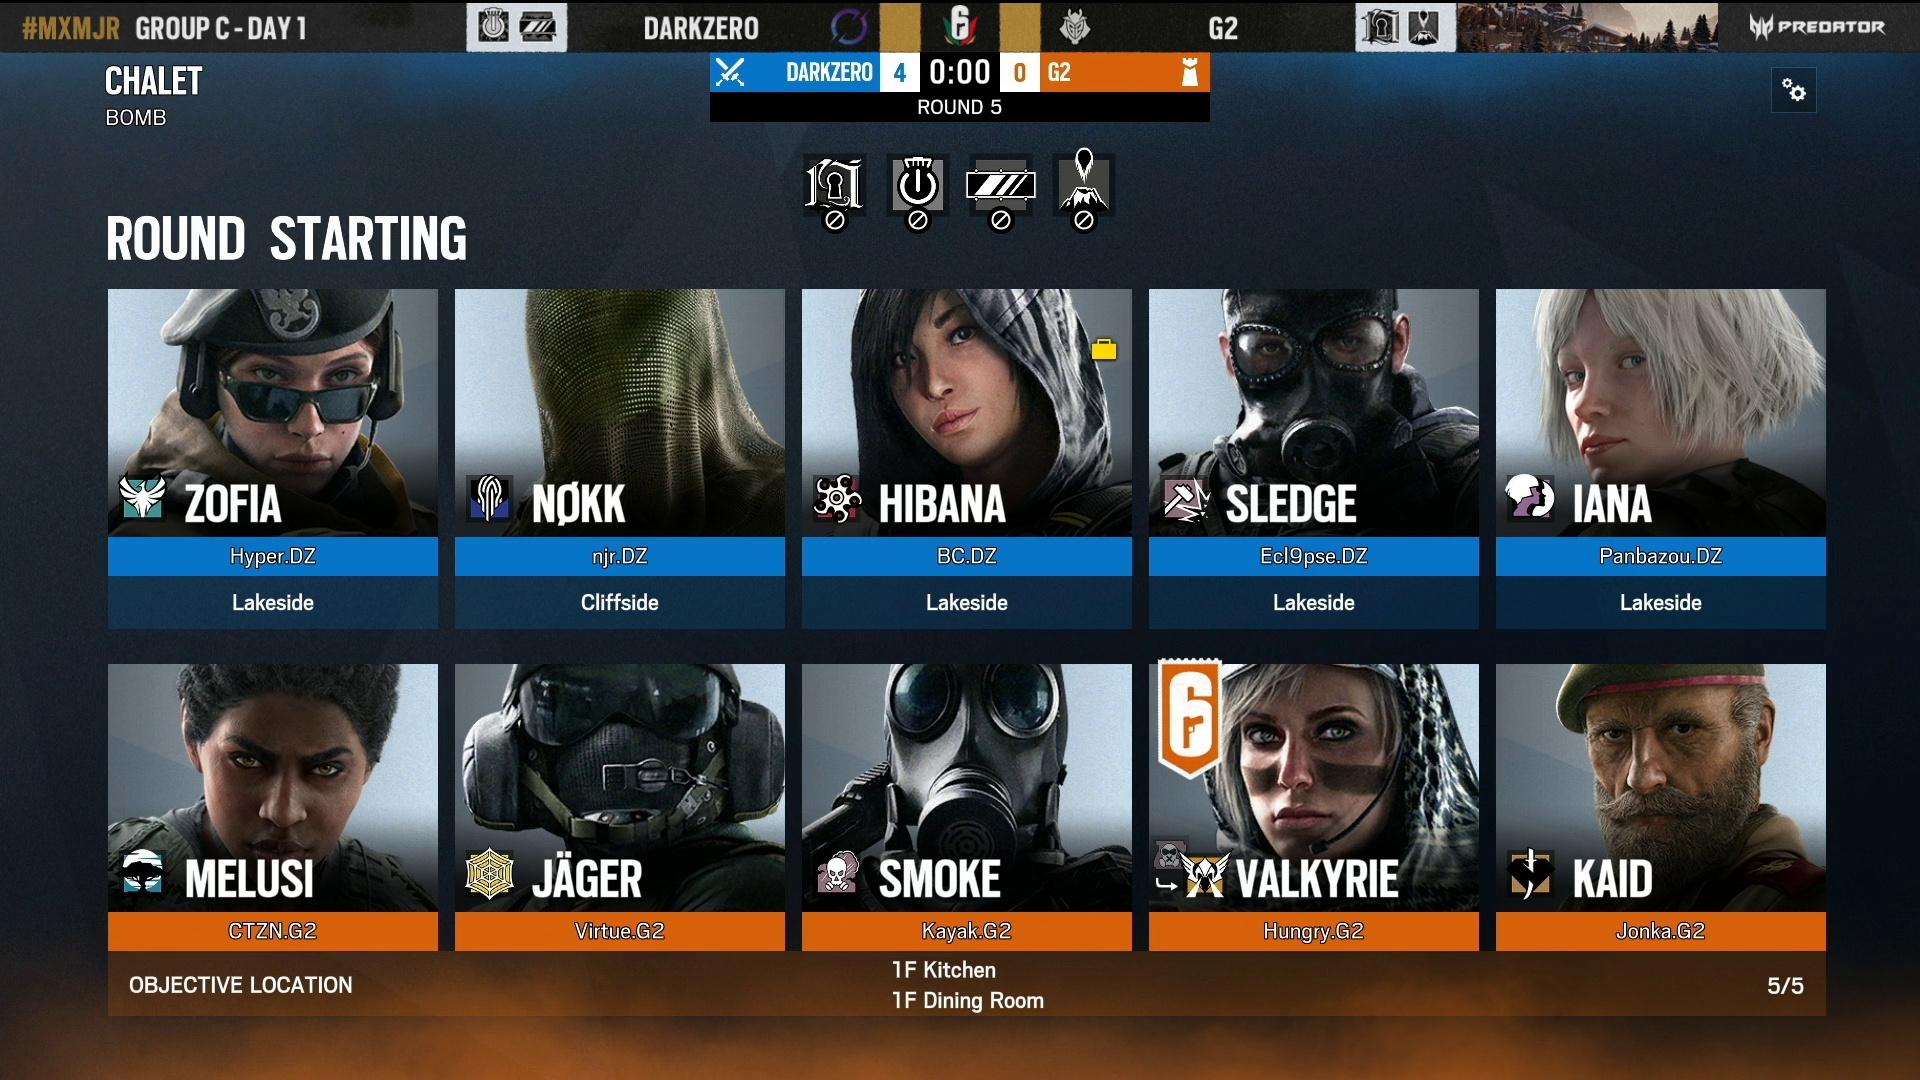 #MXMJR GROUP C - DAY 1 DARKZERO 6 G2 PREDATOR
DARKZERO 4 0:00 0 G2
ROUND 5
CHALET
BOMB
ROUND STARTING
ZOFIA NØKK HIBANA SLEDGE IANA
Hyper.DZ njr.DZ BC.DZ Ecl9pse.DZ Panbazou.DZ
Lakeside Cliffside Lakeside Lakeside Lakeside
6
MELUSI JÄGER SMOKE VALKYRIE KAID
CTZN.G2 Virtue.G2 Kayak.G2 Hungry.G2 Jonka.G2
OBJECTIVE LOCATION
1F Kitchen
1F Dining Room
5/5